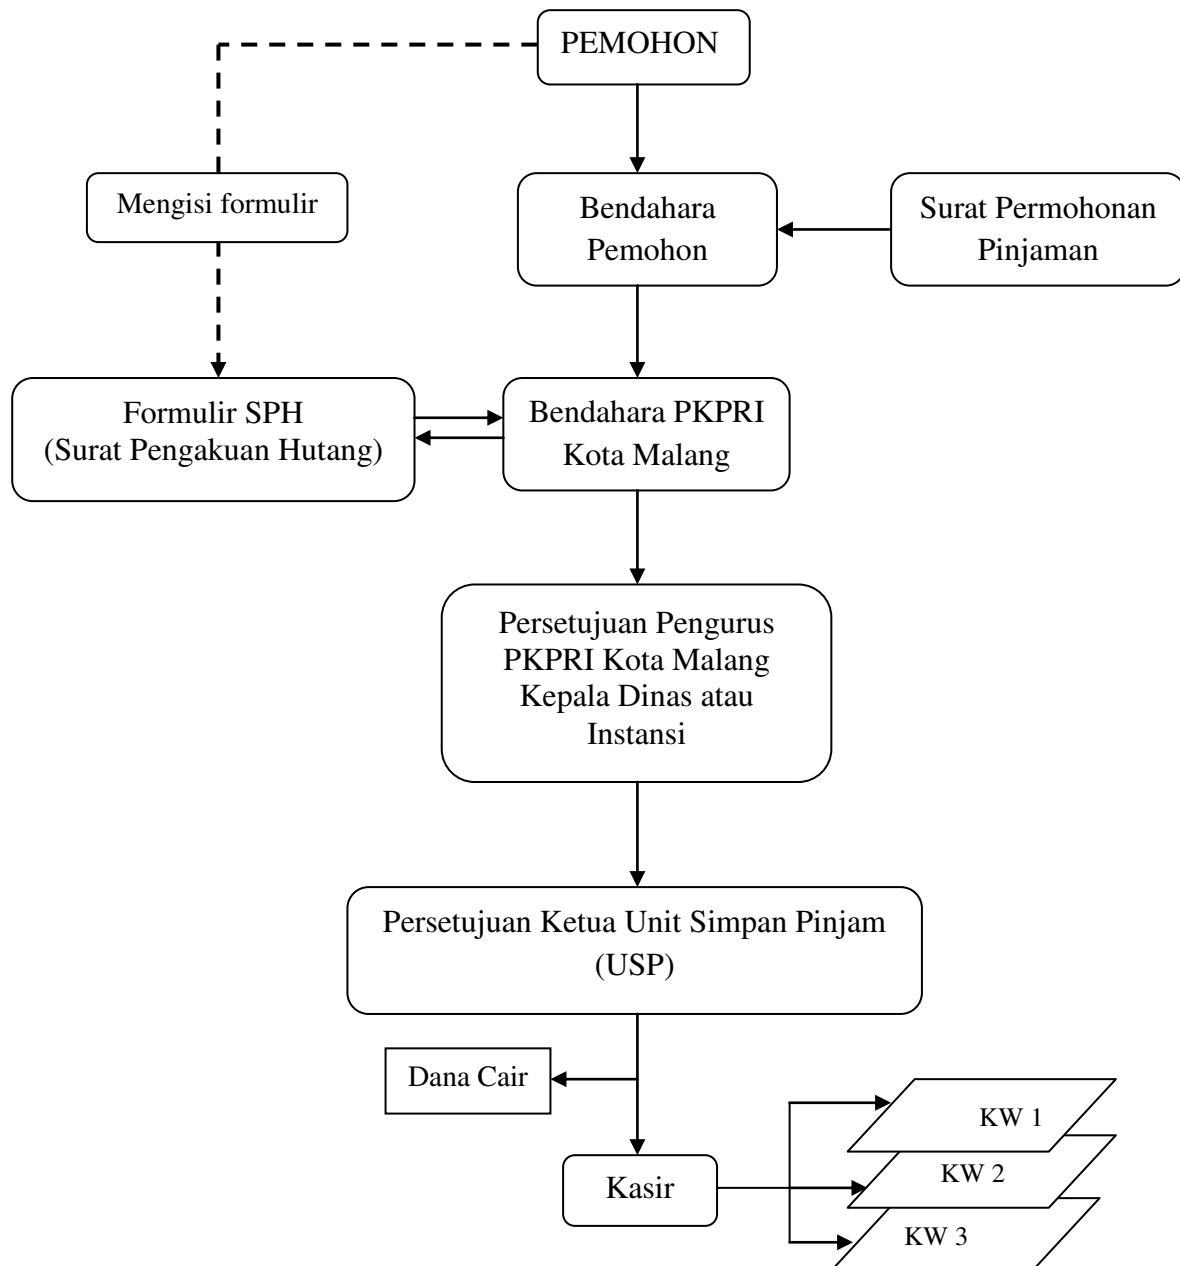 PEMOHON
Mengisi formulir
Bendahara
Pemohon
Surat Permohonan
Pinjaman
Formulir SPH
(Surat Pengakuan Hutang)
Bendahara PKPRI
Kota Malang
Persetujuan Pengurus
PKPRI Kota Malang
Kepala Dinas atau
Instansi
Persetujuan Ketua Unit Simpan Pinjam
(USP)
Dana Cair
Kasir
KW 1
KW 2
KW 3